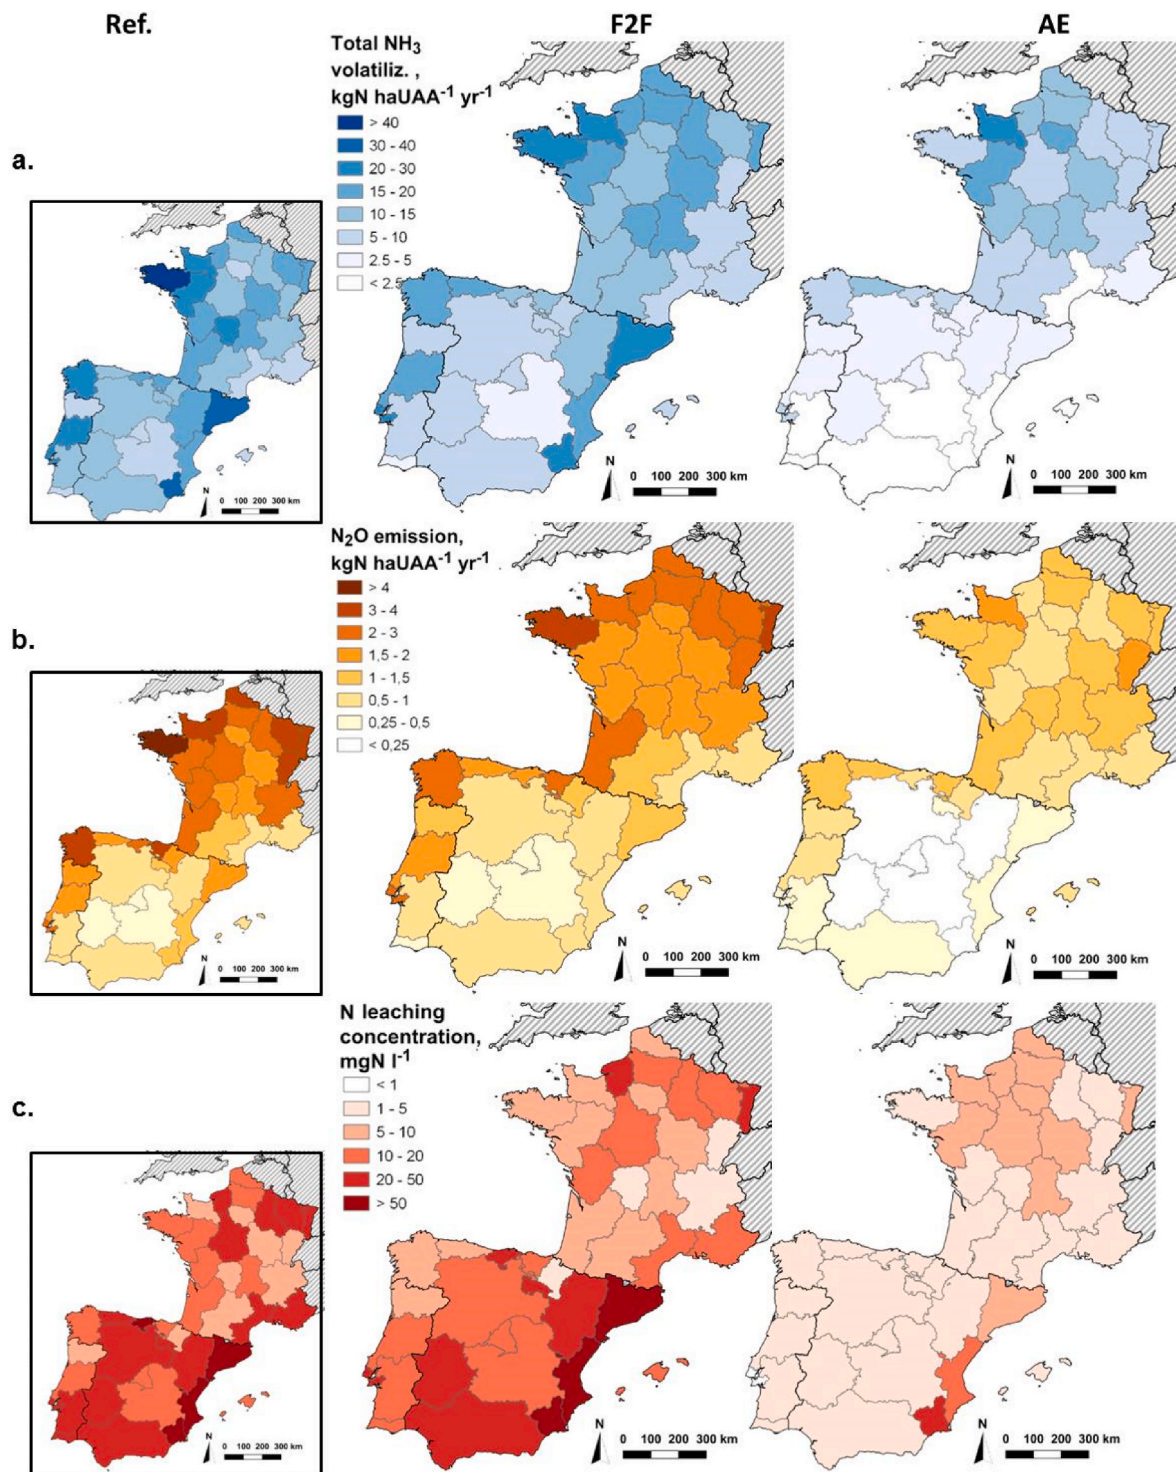 Ref.
F2F
AE
a.
Total NH₃
volatiliz. ,
kgN haUAA⁻¹ yr⁻¹
> 40
30 - 40
20 - 30
15 - 20
10 - 15
5 - 10
2.5 - 5
< 2.5
N
0 100 200 300 km
N
0 100 200 300 km
N
0 100 200 300 km
b.
N₂O emission,
kgN haUAA⁻¹ yr⁻¹
> 4
3 - 4
2 - 3
1,5 - 2
1 - 1,5
0,5 - 1
0,25 - 0,5
< 0,25
N
0 100 200 300 km
N
0 100 200 300 km
N
0 100 200 300 km
c.
N leaching
concentration,
mgN l⁻¹
< 1
1 - 5
5 - 10
10 - 20
20 - 50
> 50
N
0 100 200 300 km
N
0 100 200 300 km
N
0 100 200 300 km